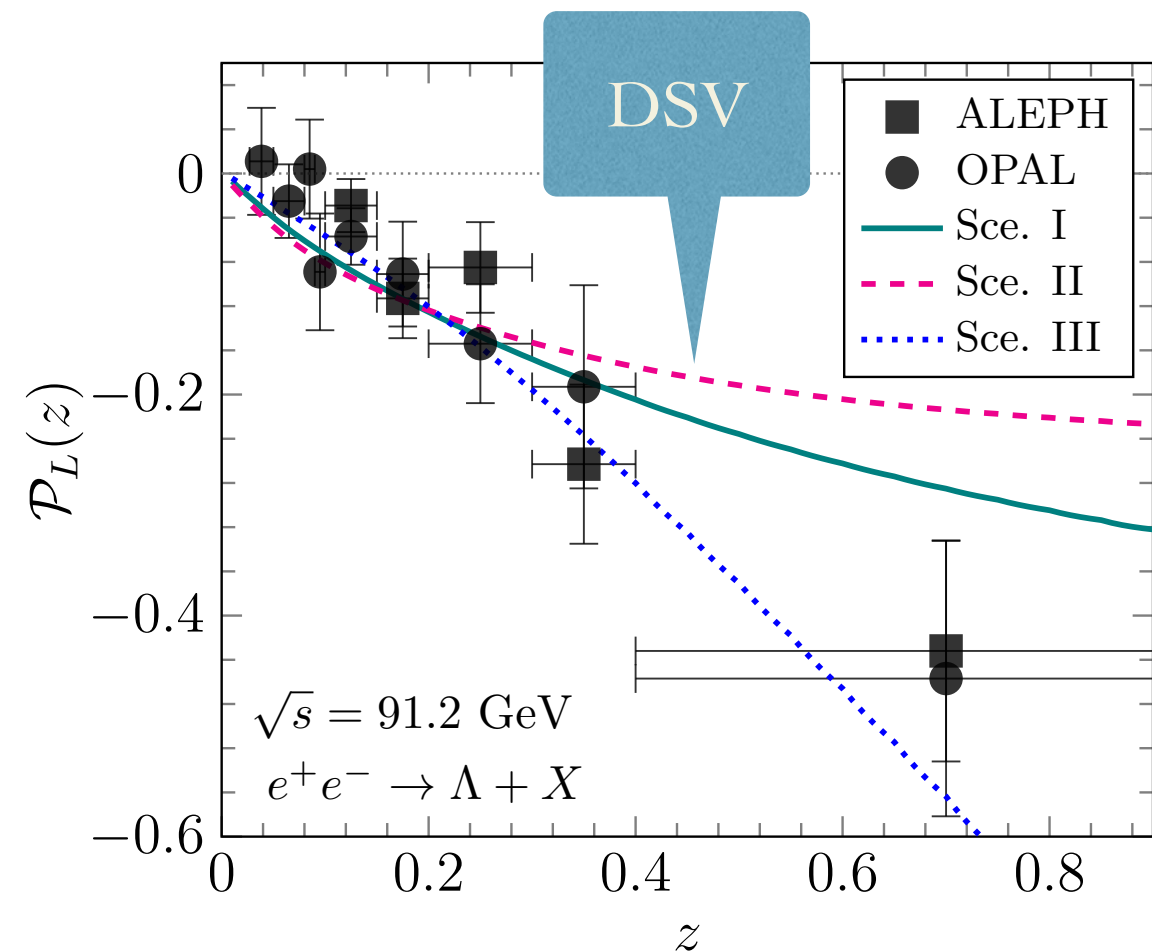 DSV
ALEPH
OPAL
Sce. I
Sce. II
Sce. III
0
−0.2
−0.4
−0.6
𝒫_L(z)
√s = 91.2 GeV
e⁺e⁻ → Λ + X
0 0.2 0.4 0.6 0.8
z